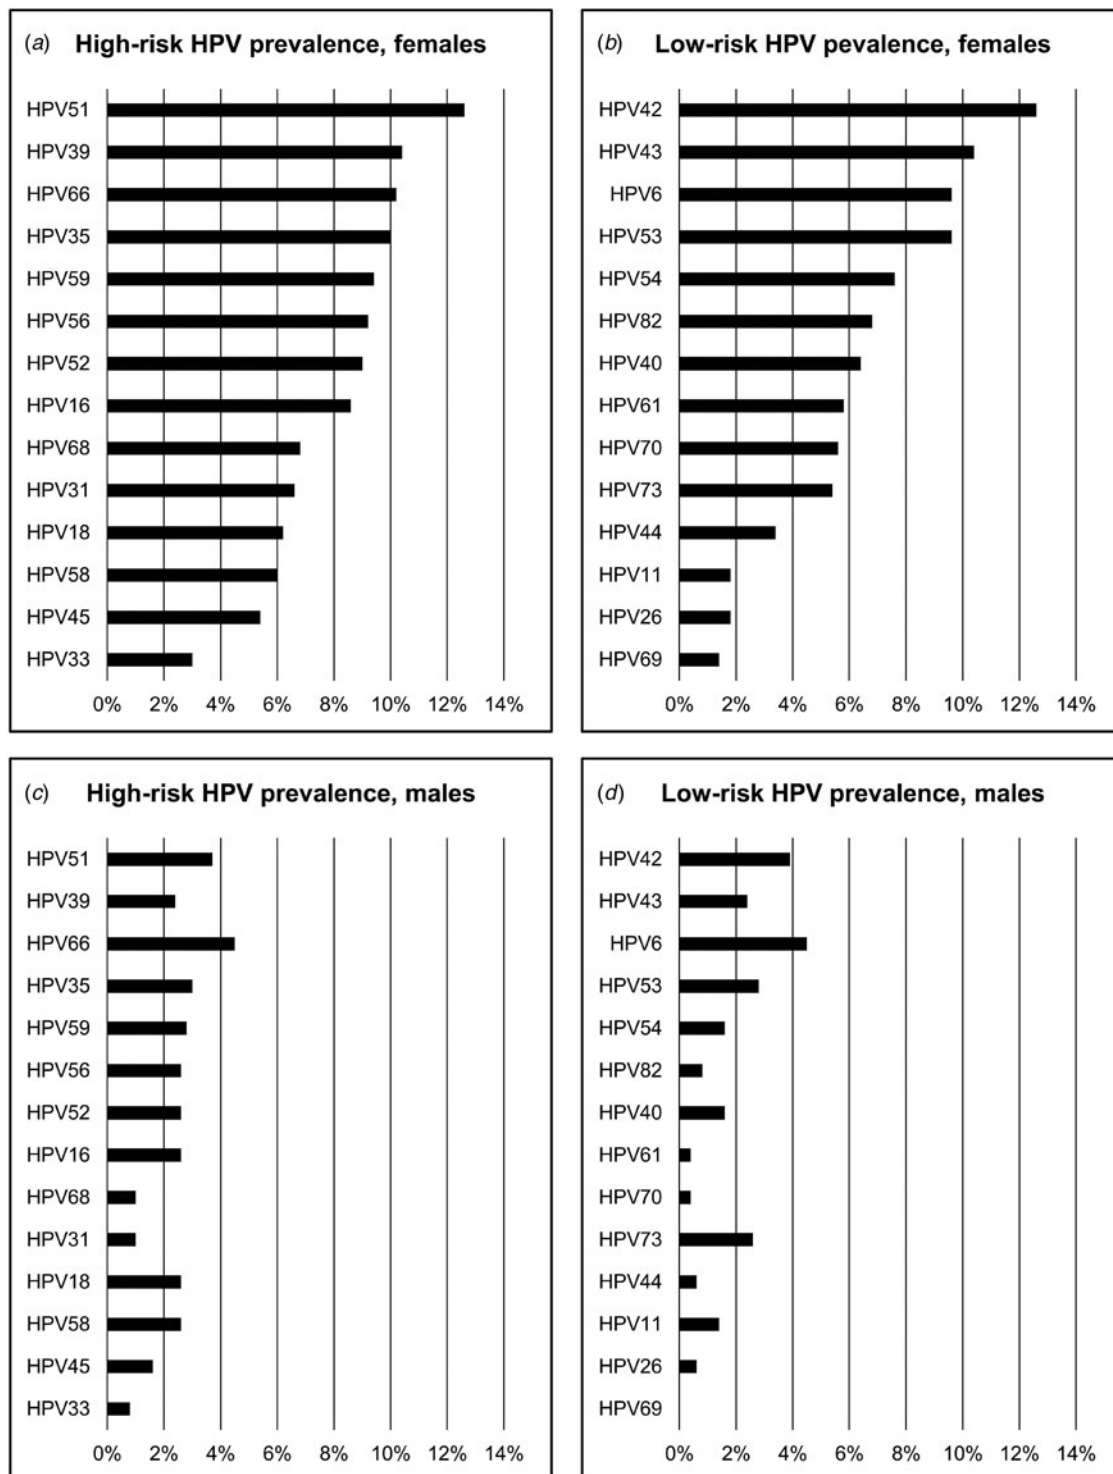 (a) High-risk HPV prevalence, females
HPV51
HPV39
HPV66
HPV35
HPV59
HPV56
HPV52
HPV16
HPV68
HPV31
HPV18
HPV58
HPV45
HPV33
0% 2% 4% 6% 8% 10% 12% 14%
(b) Low-risk HPV pevalence, females
HPV42
HPV43
HPV6
HPV53
HPV54
HPV82
HPV40
HPV61
HPV70
HPV73
HPV44
HPV11
HPV26
HPV69
0% 2% 4% 6% 8% 10% 12% 14%
(c) High-risk HPV prevalence, males
HPV51
HPV39
HPV66
HPV35
HPV59
HPV56
HPV52
HPV16
HPV68
HPV31
HPV18
HPV58
HPV45
HPV33
0% 2% 4% 6% 8% 10% 12% 14%
(d) Low-risk HPV prevalence, males
HPV42
HPV43
HPV6
HPV53
HPV54
HPV82
HPV40
HPV61
HPV70
HPV73
HPV44
HPV11
HPV26
HPV69
0% 2% 4% 6% 8% 10% 12% 14%